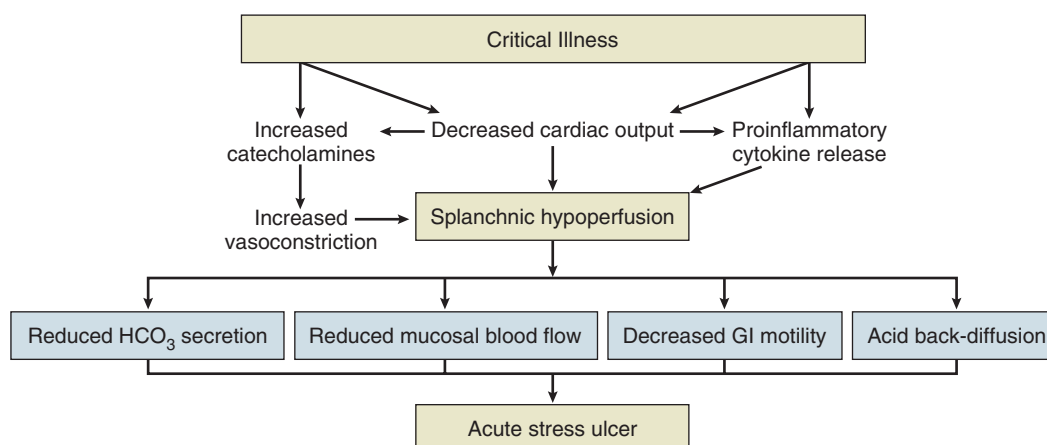 Critical Illness
Increased
catecholamines
Decreased cardiac output
Proinflammatory
cytokine release
Increased
vasoconstriction
Splanchnic hypoperfusion
Reduced HCO₃ secretion
Reduced mucosal blood flow
Decreased GI motility
Acid back-diffusion
Acute stress ulcer